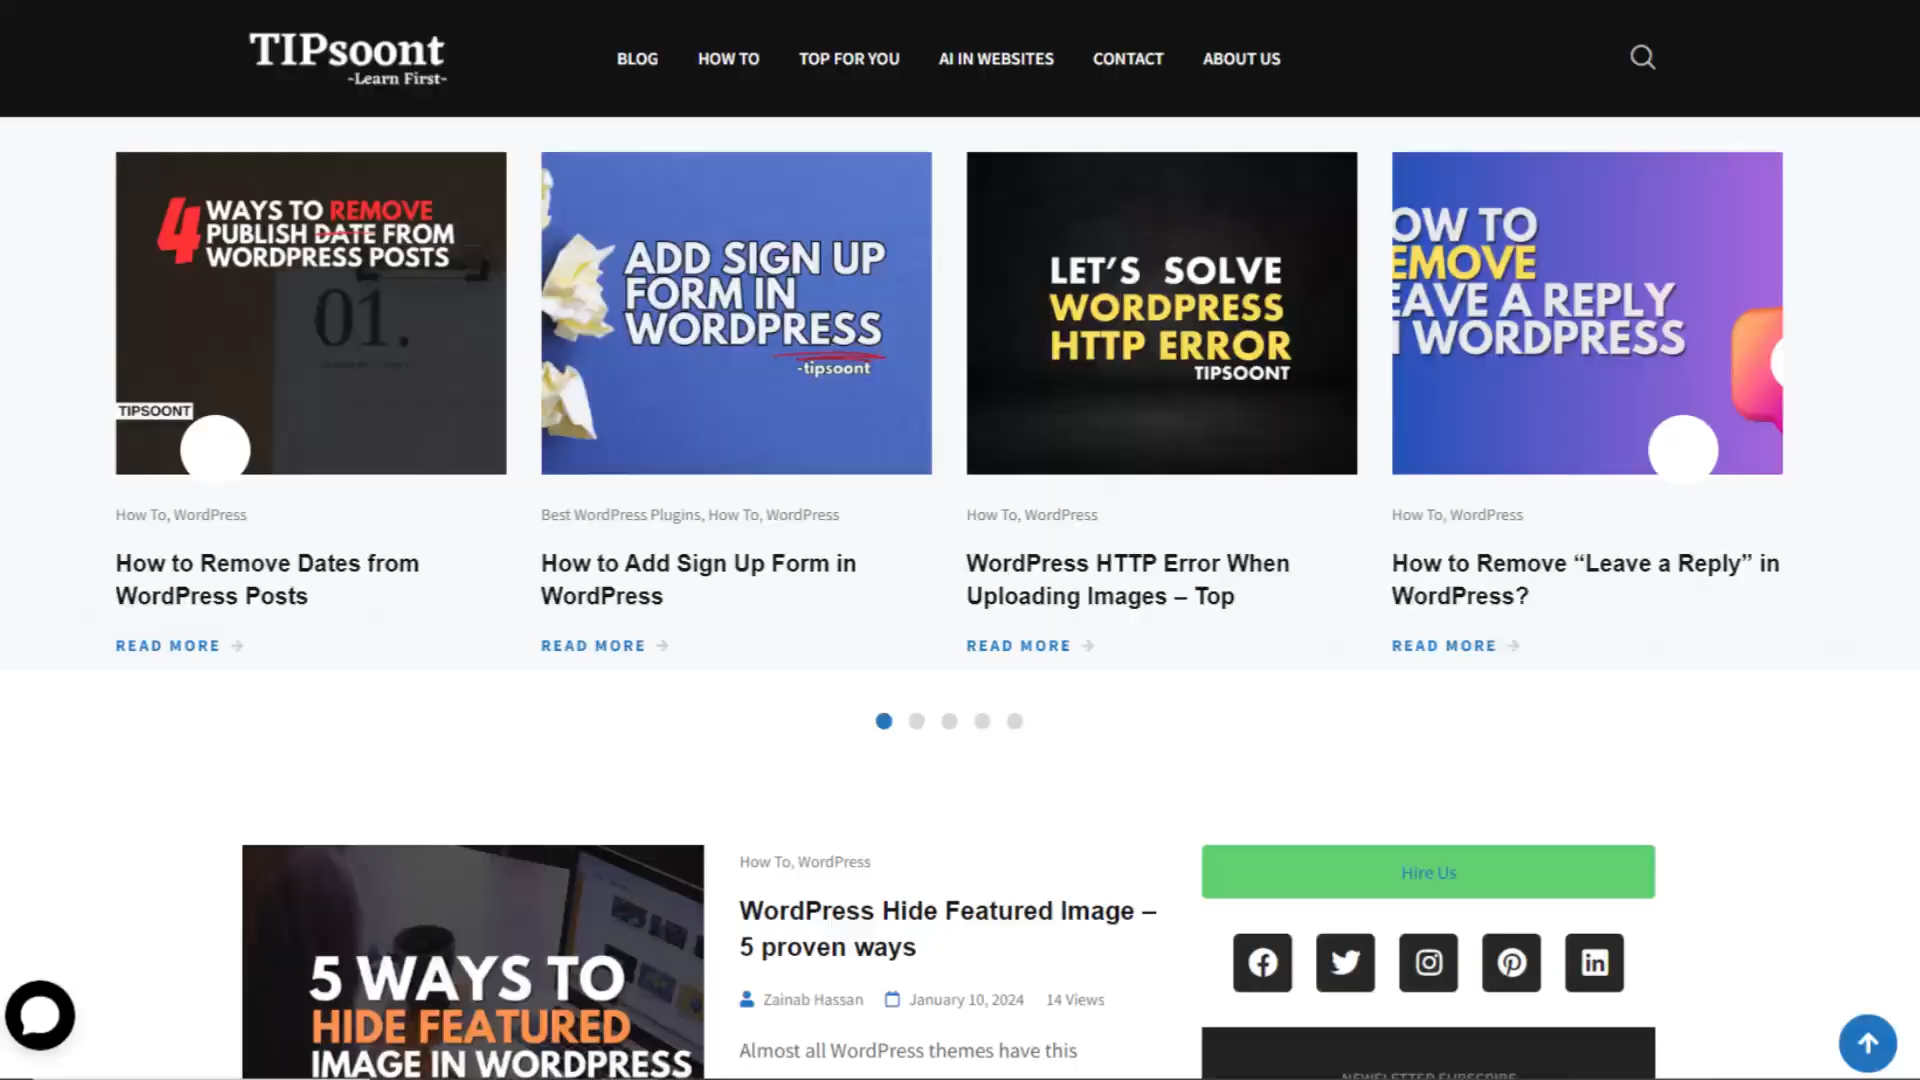 TIPsoont
-Learn First-
BLOG HOW TO TOP FOR YOU AI IN WEBSITES CONTACT ABOUT US
4 WAYS TO REMOVE
PUBLISH DATE FROM
WORDPRESS POSTS
01.
TIPSOONT
ADD SIGN UP
FORM IN
WORDPRESS
-tipsoont
LET’S SOLVE
WORDPRESS
HTTP ERROR
TIPSOONT
OW TO
EMOVE
EAVE A REPLY
WORDPRESS
How To, WordPress
How to Remove Dates from
WordPress Posts
READ MORE →
Best WordPress Plugins, How To, WordPress
How to Add Sign Up Form in
WordPress
READ MORE →
How To, WordPress
WordPress HTTP Error When
Uploading Images – Top
READ MORE →
How To, WordPress
How to Remove “Leave a Reply” in
WordPress?
READ MORE →
5 WAYS TO
HIDE FEATURED
IMAGE IN WORDPRESS
How To, WordPress
WordPress Hide Featured Image –
5 proven ways
Zainab Hassan January 10, 2024 14 Views
Almost all WordPress themes have this
Hire Us
NEWSLETTER SUBSCRIBE